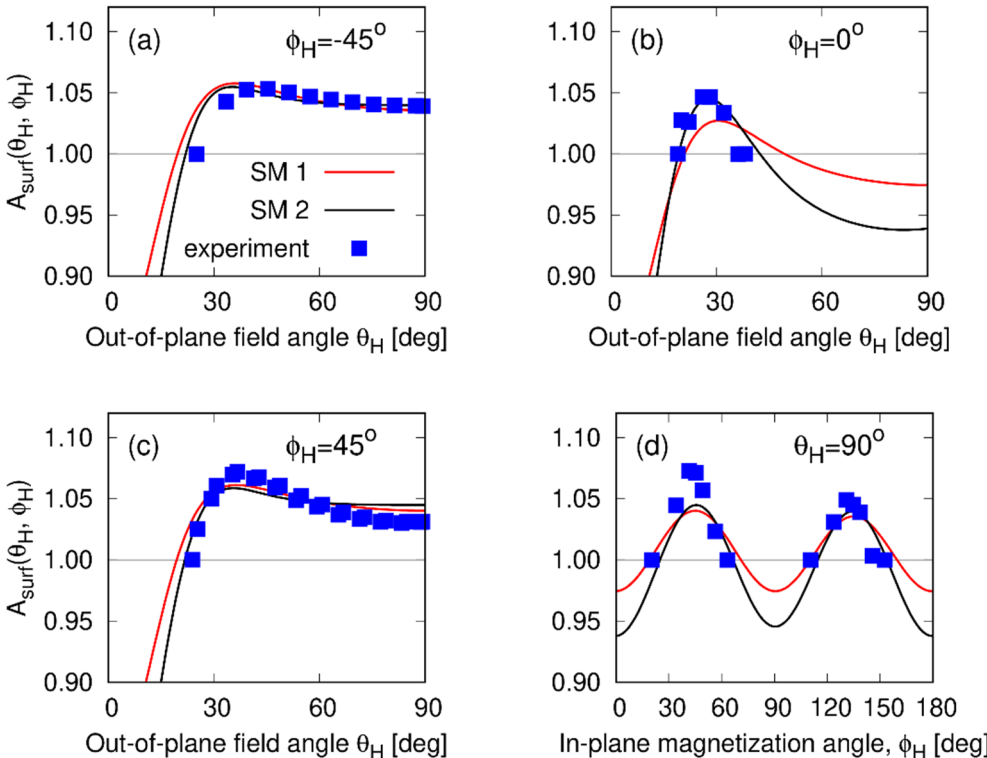 (a) ϕH=-45°
1.10
1.05
1.00
0.95
0.90
Asurf(θH, ϕH)
SM 1
SM 2
experiment
0 30 60 90
Out-of-plane field angle θH [deg]
(b) ϕH=0°
1.10
1.05
1.00
0.95
0.90
0 30 60 90
Out-of-plane field angle θH [deg]
(c) ϕH=45°
1.10
1.05
1.00
0.95
0.90
Asurf(θH, ϕH)
0 30 60 90
Out-of-plane field angle θH [deg]
(d) θH=90°
1.10
1.05
1.00
0.95
0.90
0 30 60 90 120 150 180
In-plane magnetization angle, ϕH [deg]